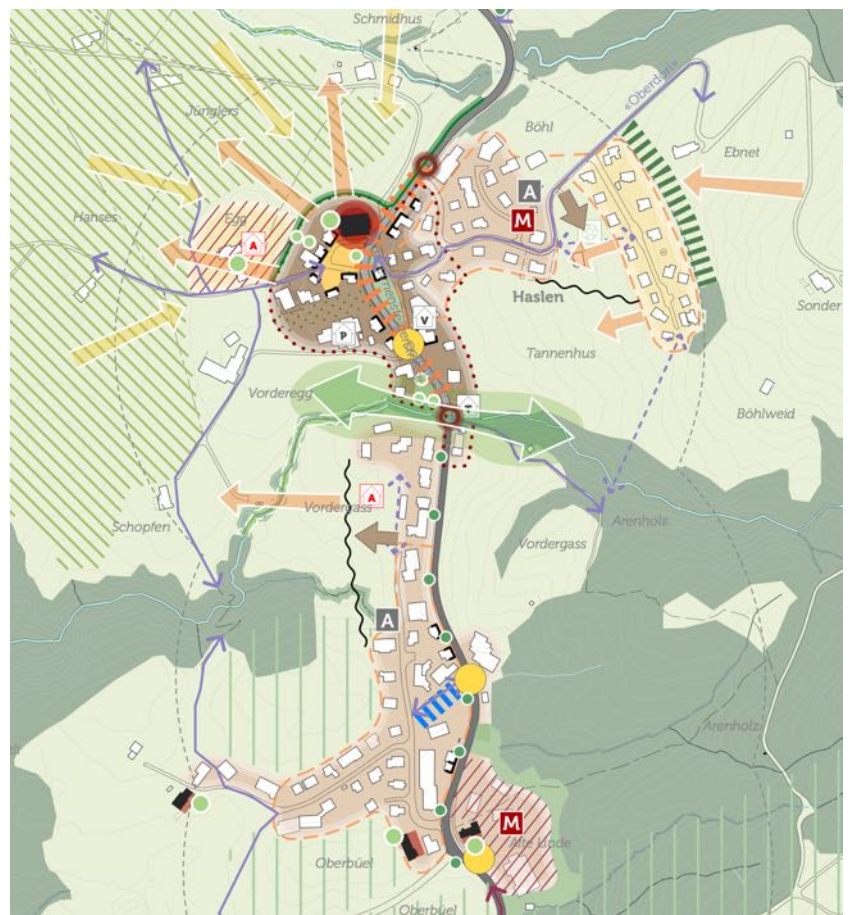 Schmidhus
Jünglers
Böhl
«Oberdorf»
Ebnet
A
M
Hanses
Egg
A
Haslen
Sonder
V
P
Tannenhus
Vorderegg
T
Böhlweid
A
Vordergass
Schopfen
Arenholz
Vordergass
A
Arenholz
M
Alte Linde
Oberbüel
Oberbüel